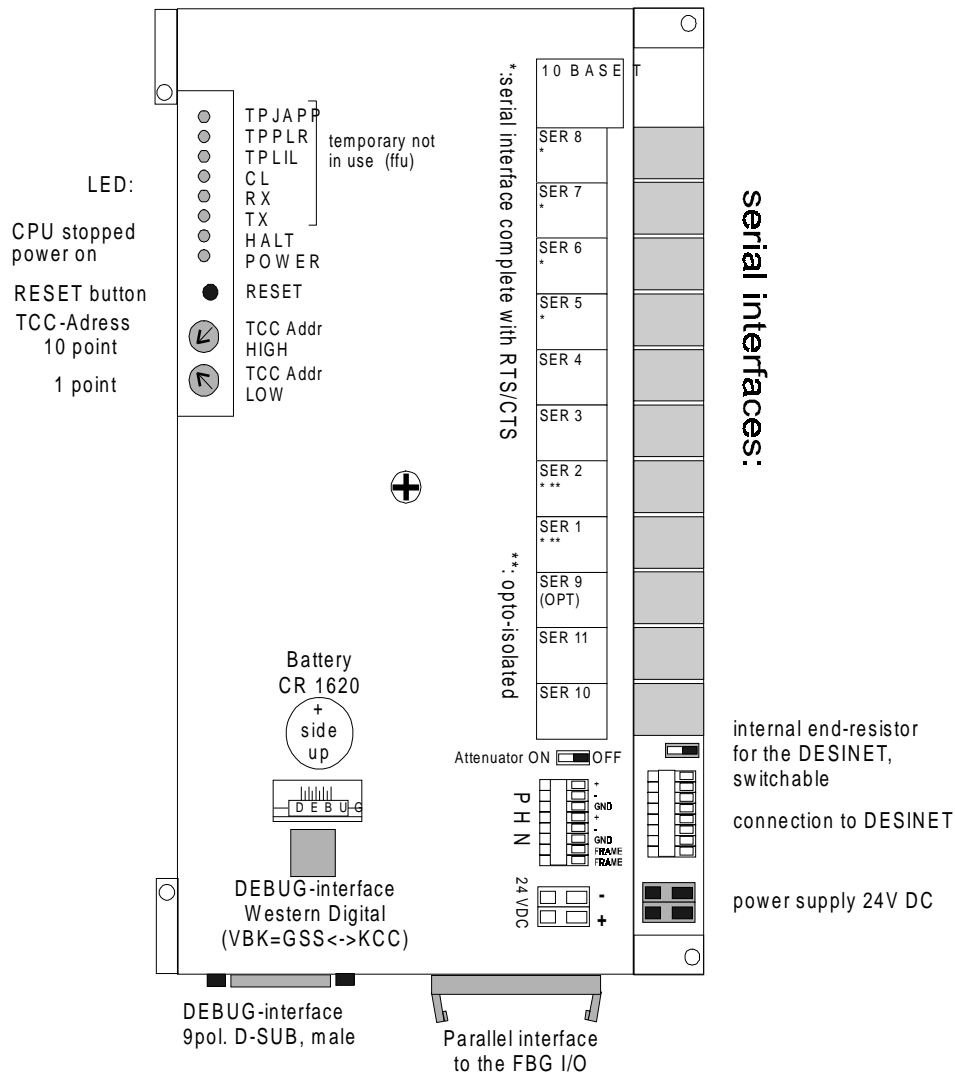 10 BASE T
*:serial interface complete with RTS/CTS
TPJAPP
TPPLR
TPLIL
CL
RX
TX
HALT
POWER
temporary not
in use (ffu)
LED:
CPU stopped
power on
RESET button
RESET
TCC-Adress
10 point
TCC Addr
HIGH
1 point
TCC Addr
LOW
SER 8
*
SER 7
*
SER 6
*
SER 5
*
SER 4
SER 3
SER 2
* **
SER 1
* **
SER 9
(OPT)
SER 11
SER 10
serial interfaces:
**: opto-isolated
Battery
CR 1620
+
side
up
Attenuator ON
OFF
internal end-resistor
for the DESINET,
switchable
PHN
+
-
GND
+
-
GND
FRAME
FRAME
connection to DESINET
DEBUG
DEBUG-interface
Western Digital
(VBK=GSS<->KCC)
24 VDC
-
+
power supply 24V DC
DEBUG-interface
9pol. D-SUB, male
Parallel interface
to the FBG I/O